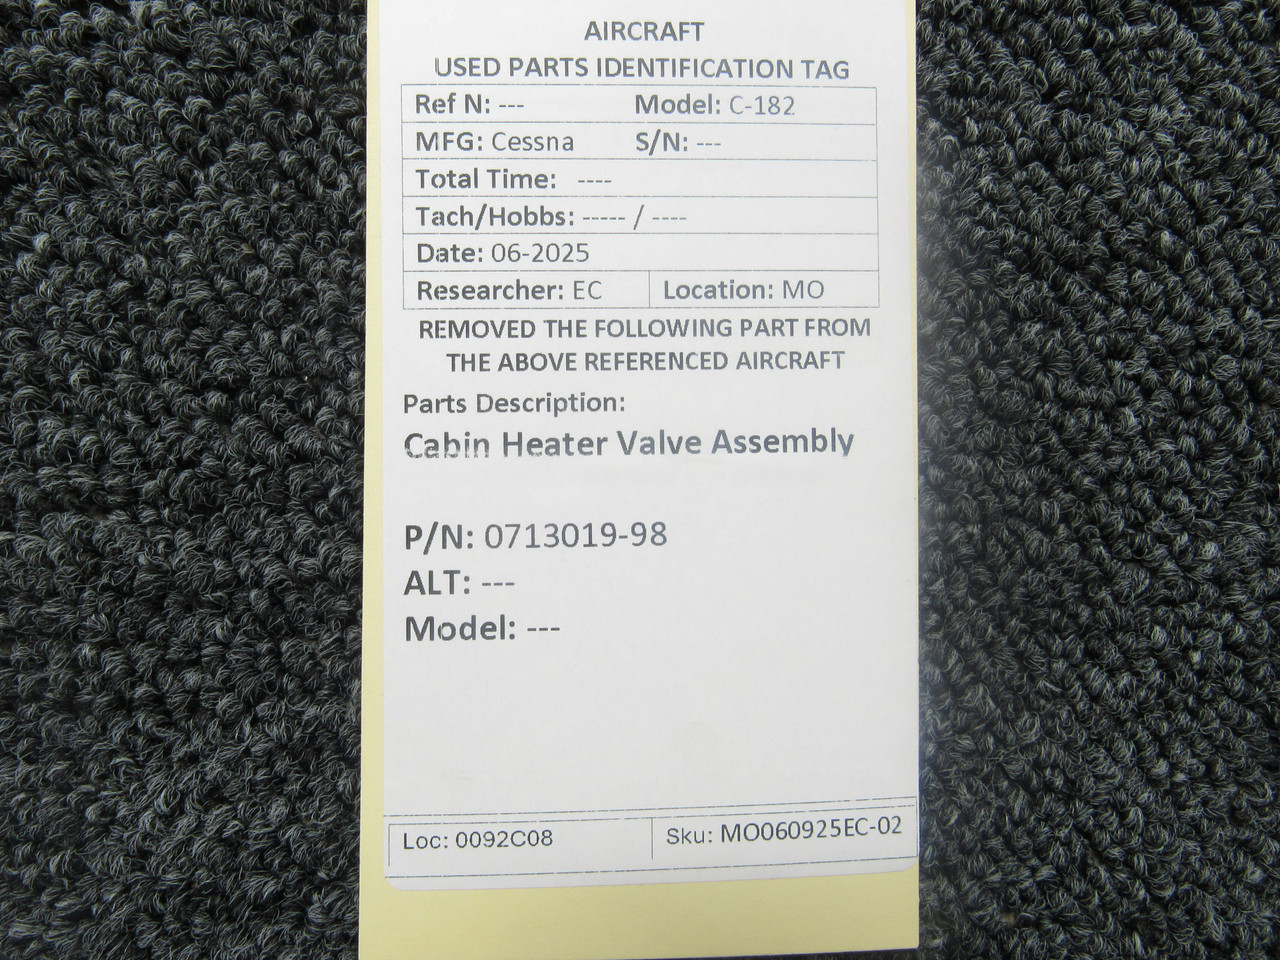 AIRCRAFT
USED PARTS IDENTIFICATION TAG
Ref N: --- Model: C-182
MFG: Cessna S/N: ---
Total Time: ----
Tach/Hobbs: ----- / ----
Date: 06-2025
Researcher: EC Location: MO
REMOVED THE FOLLOWING PART FROM
THE ABOVE REFERENCED AIRCRAFT
Parts Description:
Cabin Heater Valve Assembly
P/N: 0713019-98
ALT: ---
Model: ---
Loc: 0092C08 Sku: MO060925EC-02